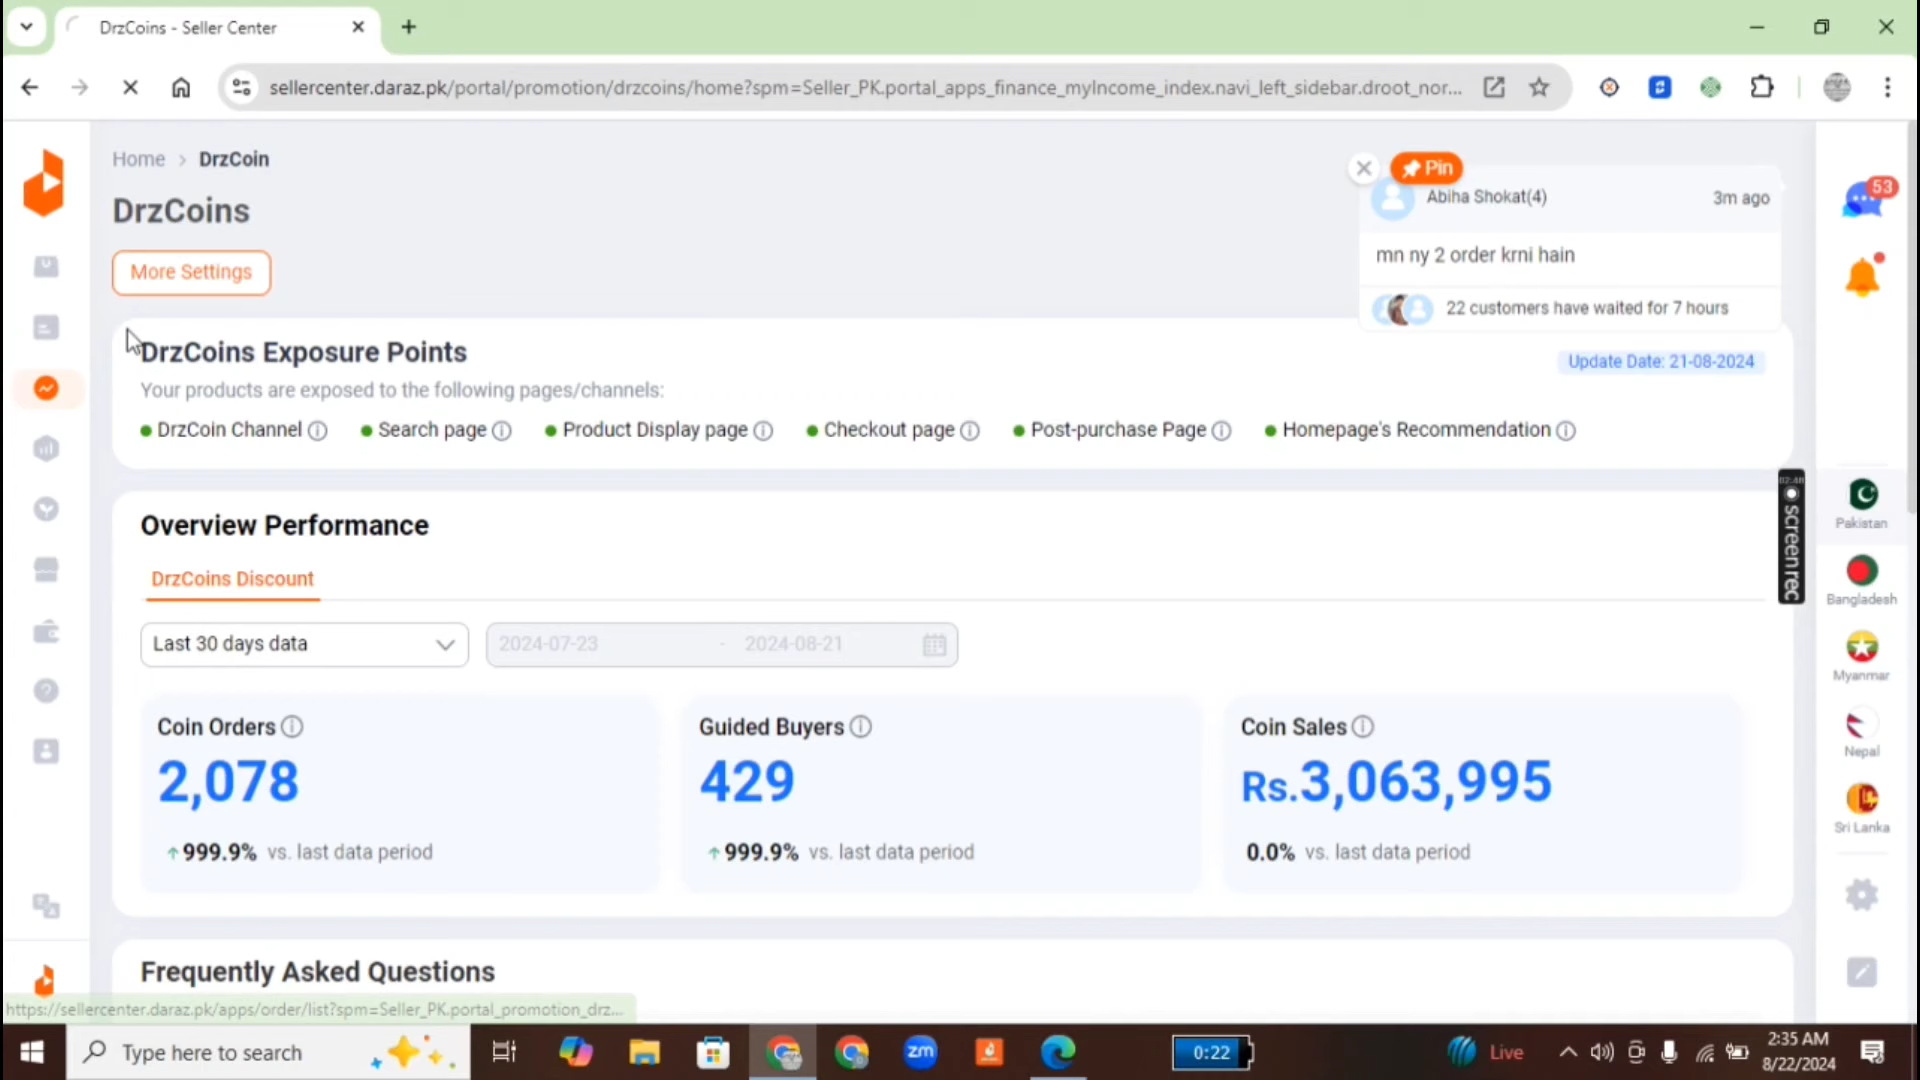 DrzCoins - Seller Center
sellercenter.daraz.pk/portal/promotion/drzcoins/home?spm=Seller_PK.portal_apps_finance_myIncome_index.navi_left_sidebar.droot_nor...
Home > DrzCoin
DrzCoins
More Settings
Pin
Abiha Shokat(4)
3m ago
mn ny 2 order krni hain
22 customers have waited for 7 hours
53
DrzCoins Exposure Points
Update Date: 21-08-2024
Your products are exposed to the following pages/channels:
DrzCoin Channel
Search page
Product Display page
Checkout page
Post-purchase Page
Homepage's Recommendation
Overview Performance
DrzCoins Discount
Last 30 days data
2024-07-23 - 2024-08-21
Coin Orders
2,078
999.9% vs. last data period
Guided Buyers
429
999.9% vs. last data period
Coin Sales
Rs.3,063,995
0.0% vs. last data period
Frequently Asked Questions
02:48
screenrec
Pakistan
Bangladesh
Myanmar
Nepal
Sri Lanka
https://sellercenter.daraz.pk/apps/order/list?spm=Seller_PK.portal_promotion_drz...
Type here to search
zm
0:22
Live
2:35 AM
8/22/2024